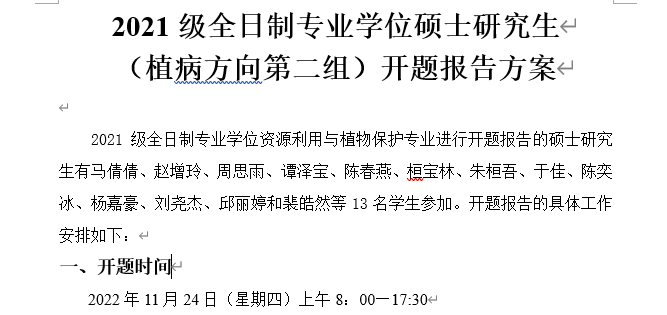 2021 级全日制专业学位硕士研究生
（植病方向第二组）开题报告方案
2021 级全日制专业学位资源利用与植物保护专业进行开题报告的硕士研究
生有马倩倩、赵增玲、周思雨、谭泽宝、陈春燕、桓宝林、朱桓吾、于佳、陈奕
冰、杨嘉豪、刘尧杰、邱丽婷和裴皓然等 13 名学生参加。开题报告的具体工作
安排如下：
一、开题时间
2022 年 11 月 24 日（星期四）上午 8：00—17:30